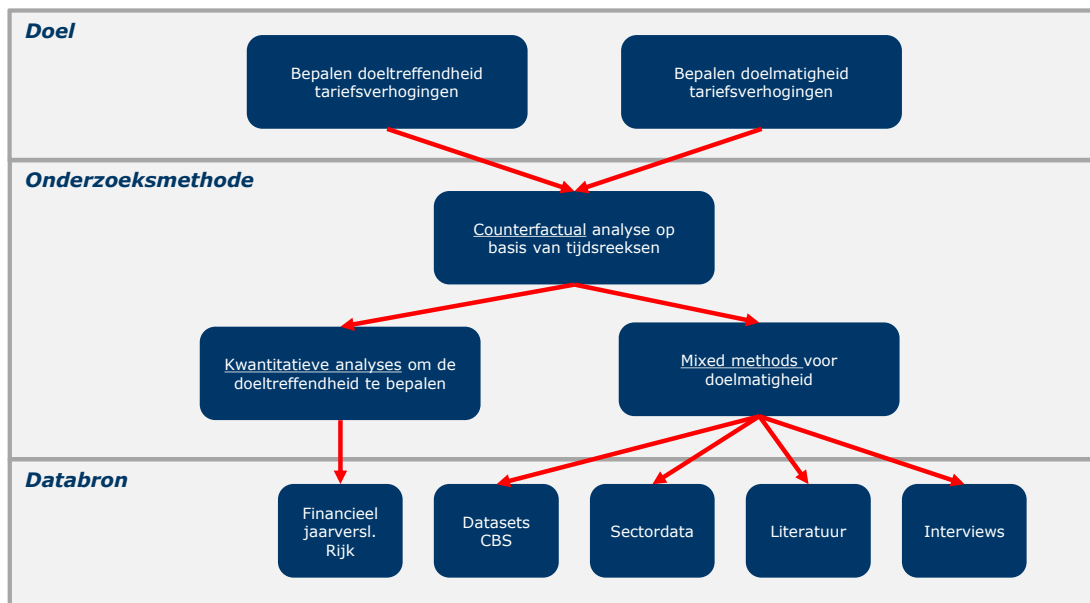 Doel
Bepalen doeltreffendheid
tariefsverhogingen
Bepalen doelmatigheid
tariefsverhogingen
Onderzoeksmethode
Counterfactual analyse op
basis van tijdsreeksen
Kwantitatieve analyses om de
doeltreffendheid te bepalen
Mixed methods voor
doelmatigheid
Databron
Financieel
jaarversl.
Rijk
Datasets
CBS
Sectordata
Literatuur
Interviews